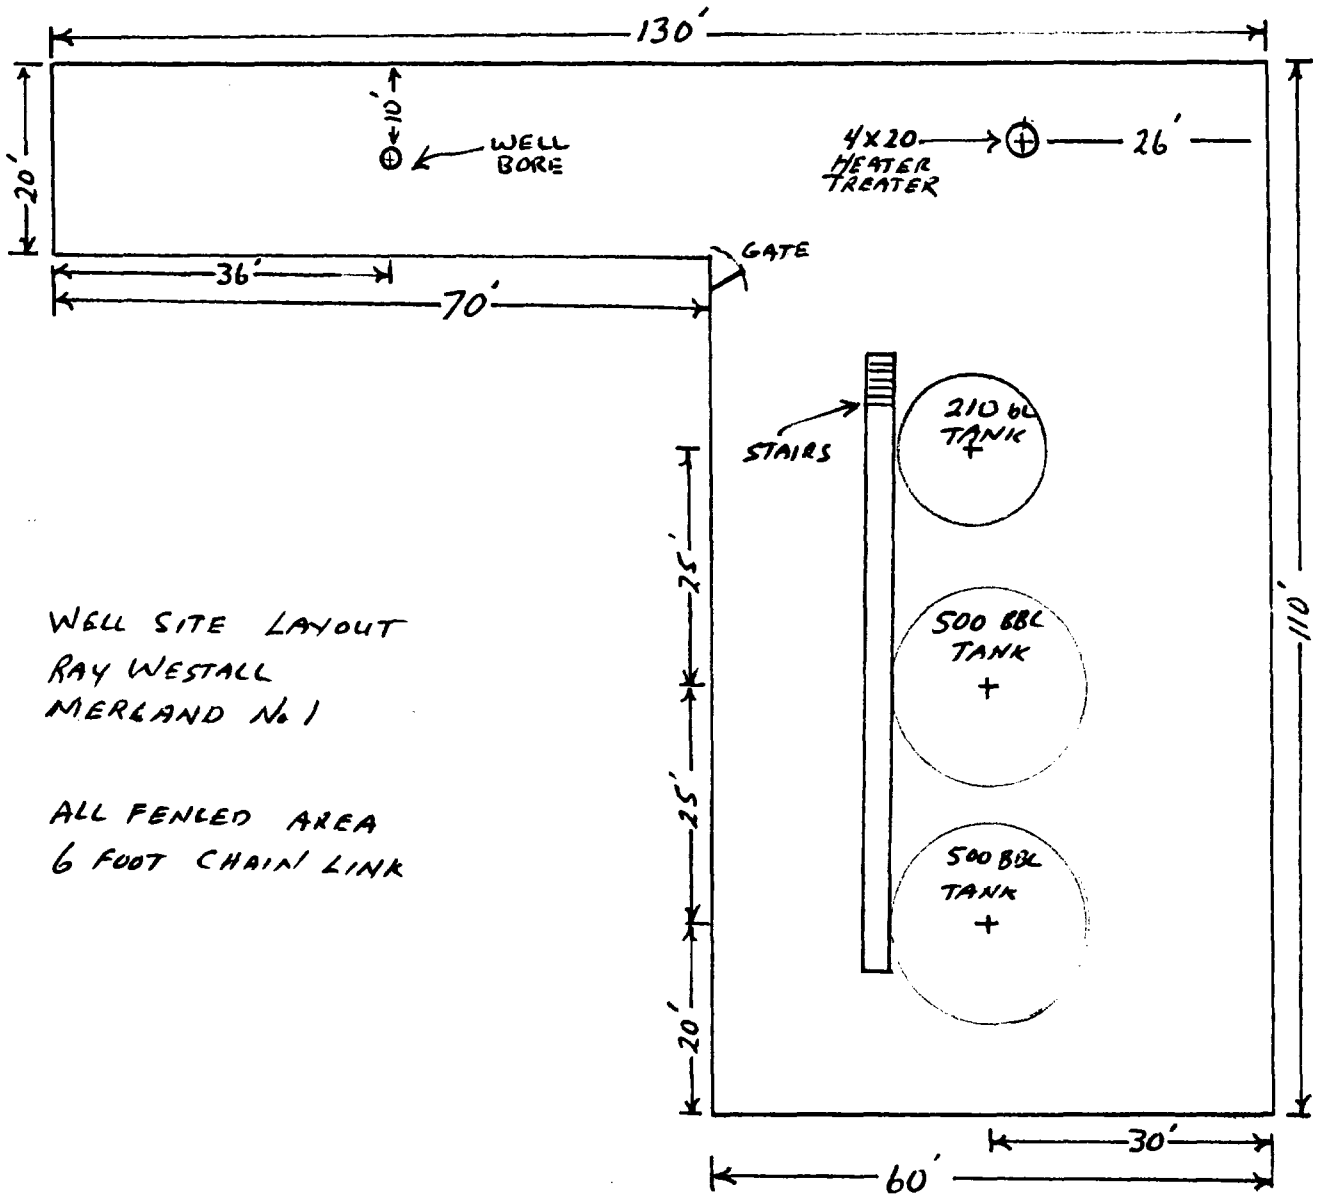 130'
20'
10'
WELL
BORE
4X20
HEATER
TREATER
26'
36'
70'
GATE
STAIRS
210 bL
TANK
25'
500 BBL
TANK
110'
WELL SITE LAYOUT
RAY WESTALL
MERLAND No 1
25'
ALL FENCED AREA
6 FOOT CHAIN LINK
500 BBL
TANK
20'
30'
60'